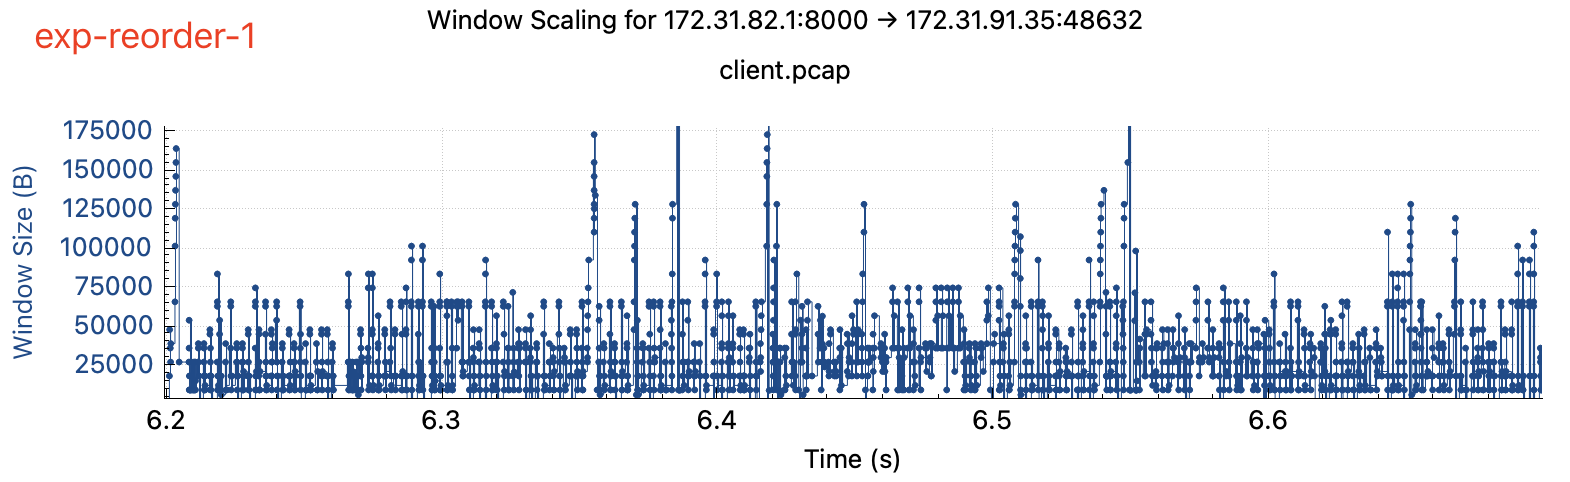 exp-reorder-1
Window Scaling for 172.31.82.1:8000 → 172.31.91.35:48632
client.pcap
Window Size (B)
175000
150000
125000
100000
75000
50000
25000
6.2 6.3 6.4 6.5 6.6
Time (s)